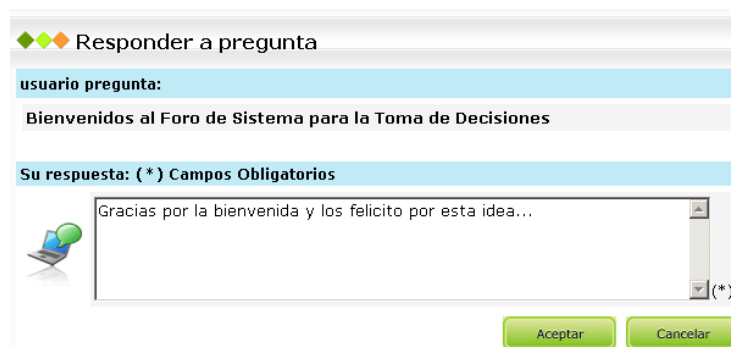 Responder a pregunta
usuario pregunta:
Bienvenidos al Foro de Sistema para la Toma de Decisiones
Su respuesta: (*) Campos Obligatorios
Gracias por la bienvenida y los felicito por esta idea...
(*)
Aceptar Cancelar